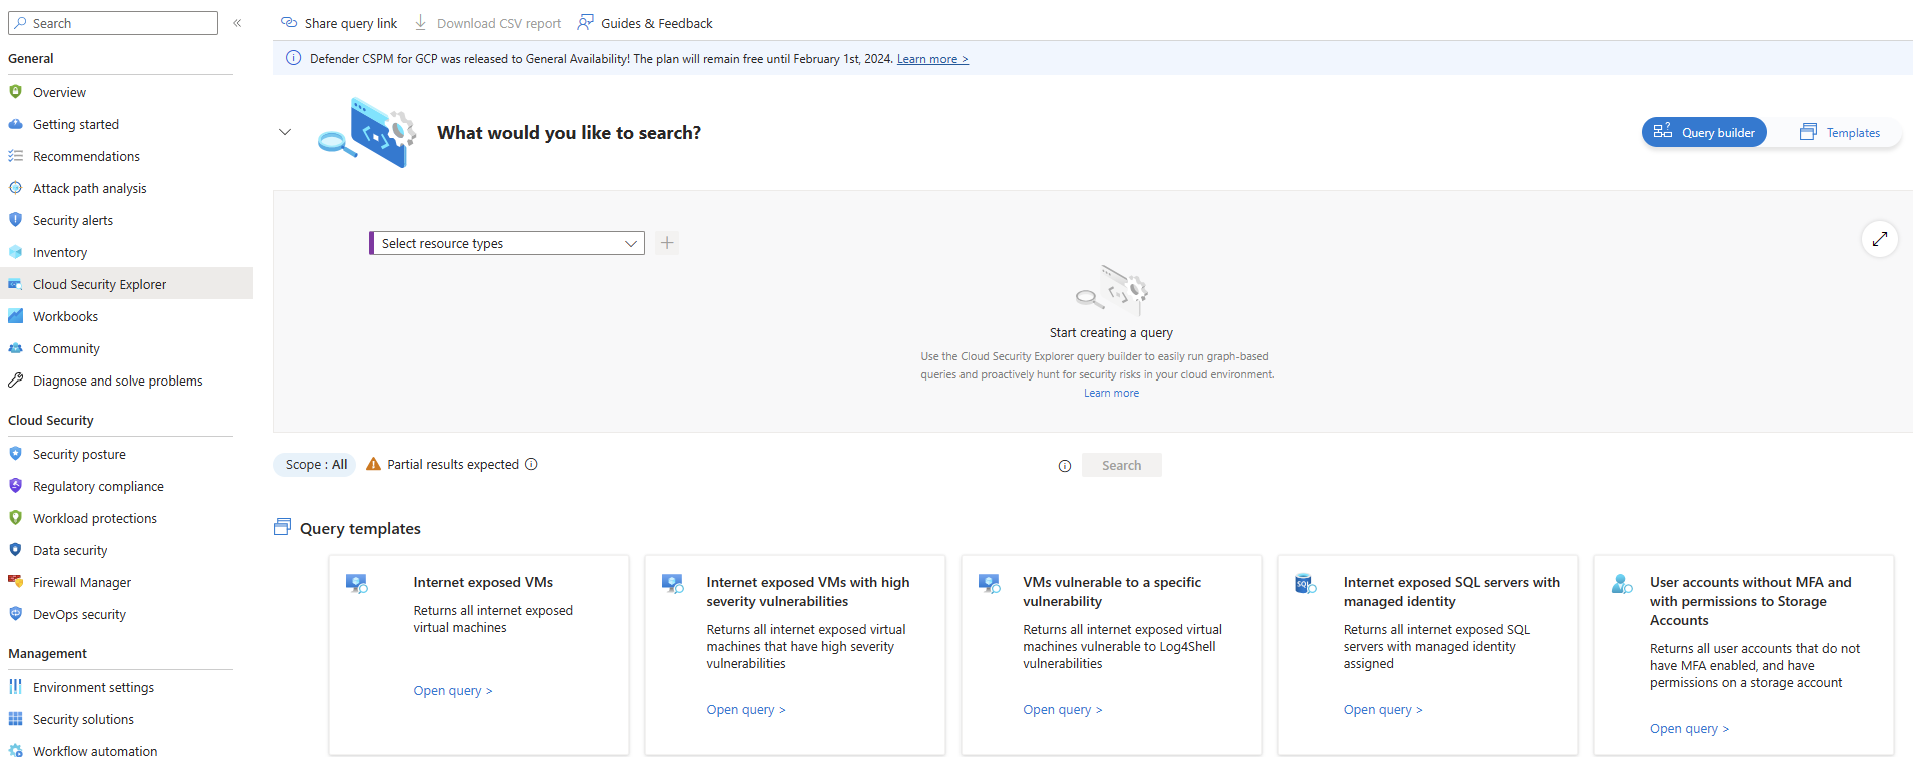 Search
«
Share query link
Download CSV report
Guides & Feedback
General
Defender CSPM for GCP was released to General Availability! The plan will remain free until February 1st, 2024. Learn more >
Overview
Getting started
Recommendations
Attack path analysis
Security alerts
Inventory
Cloud Security Explorer
Workbooks
Community
Diagnose and solve problems
Cloud Security
Security posture
Regulatory compliance
Workload protections
Data security
Firewall Manager
DevOps security
Management
Environment settings
Security solutions
Workflow automation
What would you like to search?
Query builder
Templates
Select resource types
Start creating a query
Use the Cloud Security Explorer query builder to easily run graph-based
queries and proactively hunt for security risks in your cloud environment.
Learn more
Scope : All
Partial results expected
Search
Query templates
Internet exposed VMs
Returns all internet exposed
virtual machines
Open query >
Internet exposed VMs with high
severity vulnerabilities
Returns all internet exposed virtual
machines that have high severity
vulnerabilities
Open query >
VMs vulnerable to a specific
vulnerability
Returns all internet exposed virtual
machines vulnerable to Log4Shell
vulnerabilities
Open query >
SQL
Internet exposed SQL servers with
managed identity
Returns all internet exposed SQL
servers with managed identity
assigned
Open query >
User accounts without MFA and
with permissions to Storage
Accounts
Returns all user accounts that do not
have MFA enabled, and have
permissions on a storage account
Open query >